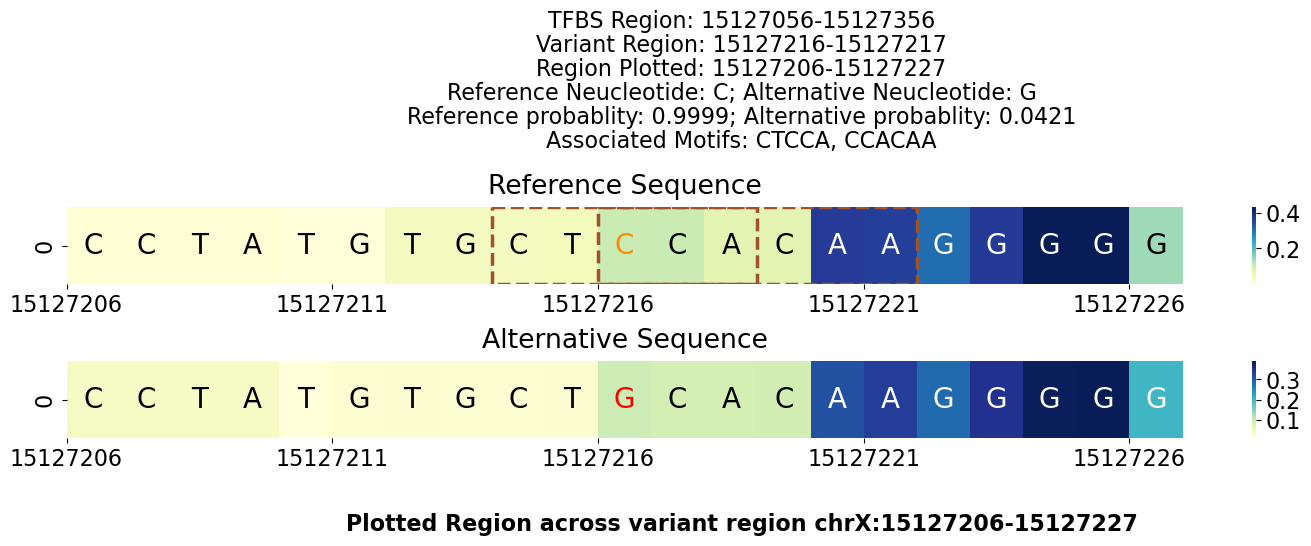 TFBS Region: 15127056-15127356
Variant Region: 15127216-15127217
Region Plotted: 15127206-15127227
Reference Neucleotide: C; Alternative Neucleotide: G
Reference probablity: 0.9999; Alternative probablity: 0.0421
Associated Motifs: CTCCA, CCACAA
Reference Sequence
0 C C T A T G T G C T C C A C A A G G G G G 0.4
0.2
15127206 15127211 15127216 15127221 15127226
Alternative Sequence
0 C C T A T G T G C T G C A C A A G G G G G 0.3
0.2
0.1
15127206 15127211 15127216 15127221 15127226
Plotted Region across variant region chrX:15127206-15127227